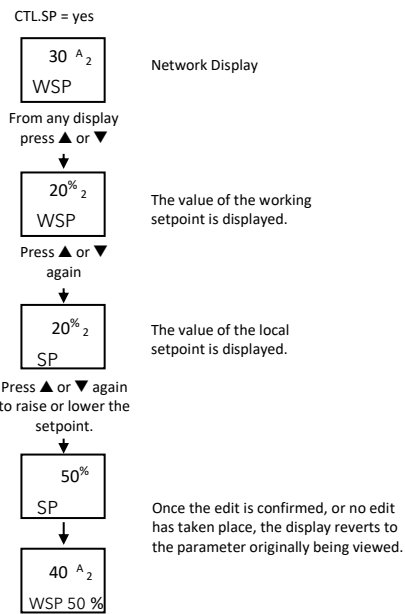 CTL.SP = yes
30 A 2
WSP
Network Display
From any display
press ▲ or ▼
20% 2
WSP
The value of the working
setpoint is displayed.
Press ▲ or ▼
again
20% 2
SP
The value of the local
setpoint is displayed.
Press ▲ or ▼ again
to raise or lower the
setpoint.
50%
SP
Once the edit is confirmed, or no edit
has taken place, the display reverts to
the parameter originally being viewed.
40 A 2
WSP 50 %